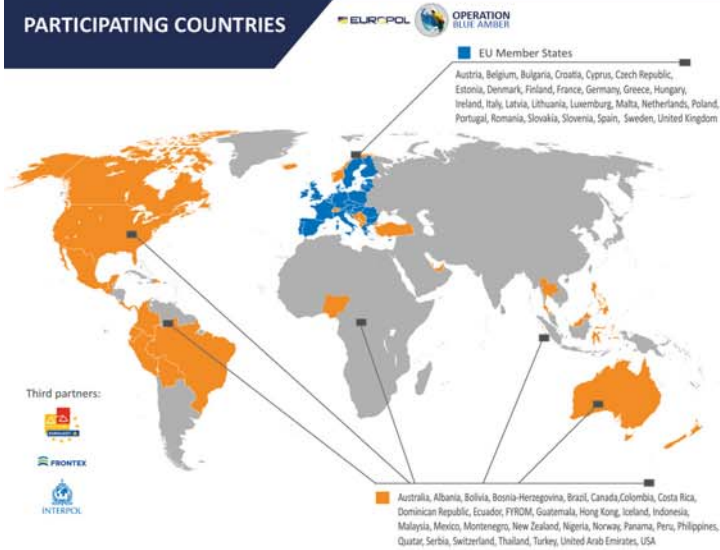 PARTICIPATING COUNTRIES
EUROPOL
OPERATION
BLUE AMBER
EU Member States
Austria, Belgium, Bulgaria, Croatia, Cyprus, Czech Republic,
Estonia, Denmark, Finland, France, Germany, Greece, Hungary,
Ireland, Italy, Latvia, Lithuania, Luxemburg, Malta, Netherlands, Poland,
Portugal, Romania, Slovakia, Slovenia, Spain, Sweden, United Kingdom
Third partners:
FRONTEX
INTERPOL
Australia, Albania, Bolivia, Bosnia-Herzegovina, Brazil, Canada,Colombia, Costa Rica,
Dominican Republic, Ecuador, FYROM, Guatemala, Hong Kong, Iceland, Indonesia,
Malaysia, Mexico, Montenegro, New Zealand, Nigeria, Norway, Panama, Peru, Philippines,
Quatar, Serbia, Switzerland, Thailand, Turkey, United Arab Emirates, USA